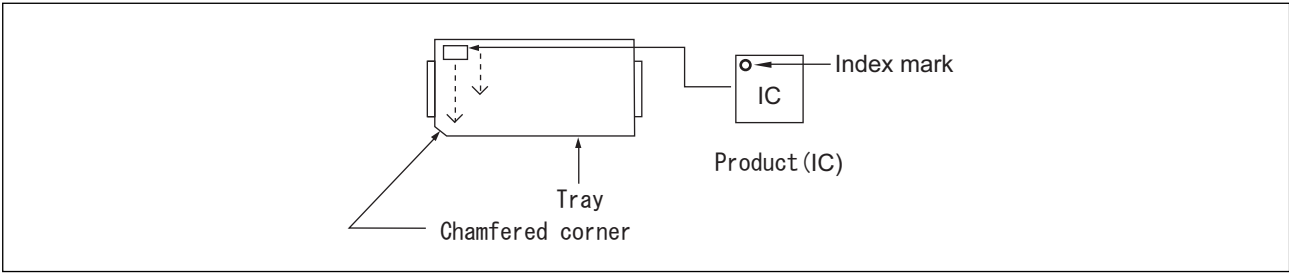 Index mark
IC
Product(IC)
Tray
Chamfered corner